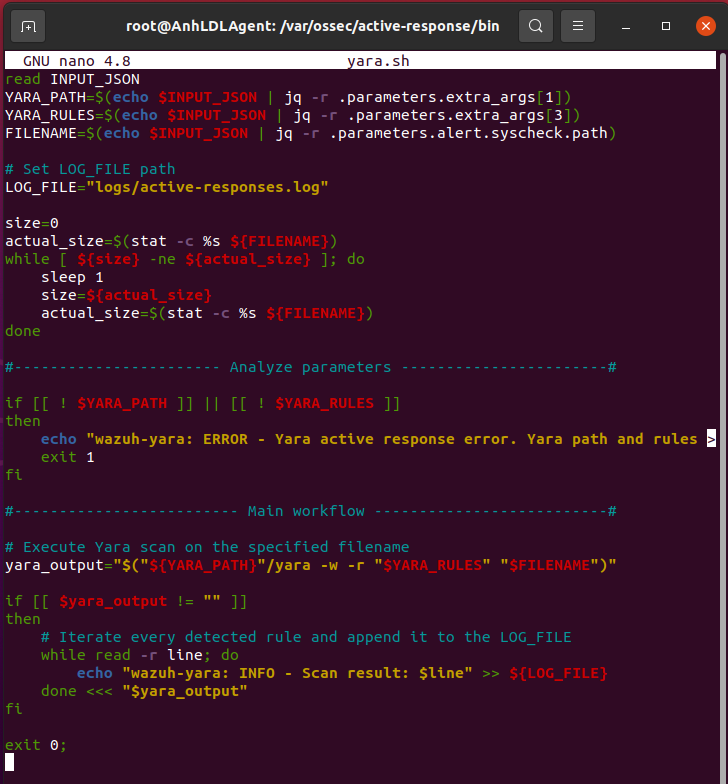 root@AnhLDLAgent: /var/ossec/active-response/bin
GNU nano 4.8 yara.sh
read INPUT_JSON
YARA_PATH=$(echo $INPUT_JSON | jq -r .parameters.extra_args[1])
YARA_RULES=$(echo $INPUT_JSON | jq -r .parameters.extra_args[3])
FILENAME=$(echo $INPUT_JSON | jq -r .parameters.alert.syscheck.path)

# Set LOG_FILE path
LOG_FILE="logs/active-responses.log"

size=0
actual_size=$(stat -c %s ${FILENAME})
while [ ${size} -ne ${actual_size} ]; do
    sleep 1
    size=${actual_size}
    actual_size=$(stat -c %s ${FILENAME})
done

#----------------------- Analyze parameters -----------------------#

if [[ ! $YARA_PATH ]] || [[ ! $YARA_RULES ]]
then
    echo "wazuh-yara: ERROR - Yara active response error. Yara path and rules >
    exit 1
fi

#------------------------- Main workflow --------------------------#

# Execute Yara scan on the specified filename
yara_output="$("${YARA_PATH}"/yara -w -r "$YARA_RULES" "$FILENAME")"

if [[ $yara_output != "" ]]
then
    # Iterate every detected rule and append it to the LOG_FILE
    while read -r line; do
        echo "wazuh-yara: INFO - Scan result: $line" >> ${LOG_FILE}
    done <<< "$yara_output"
fi

exit 0;